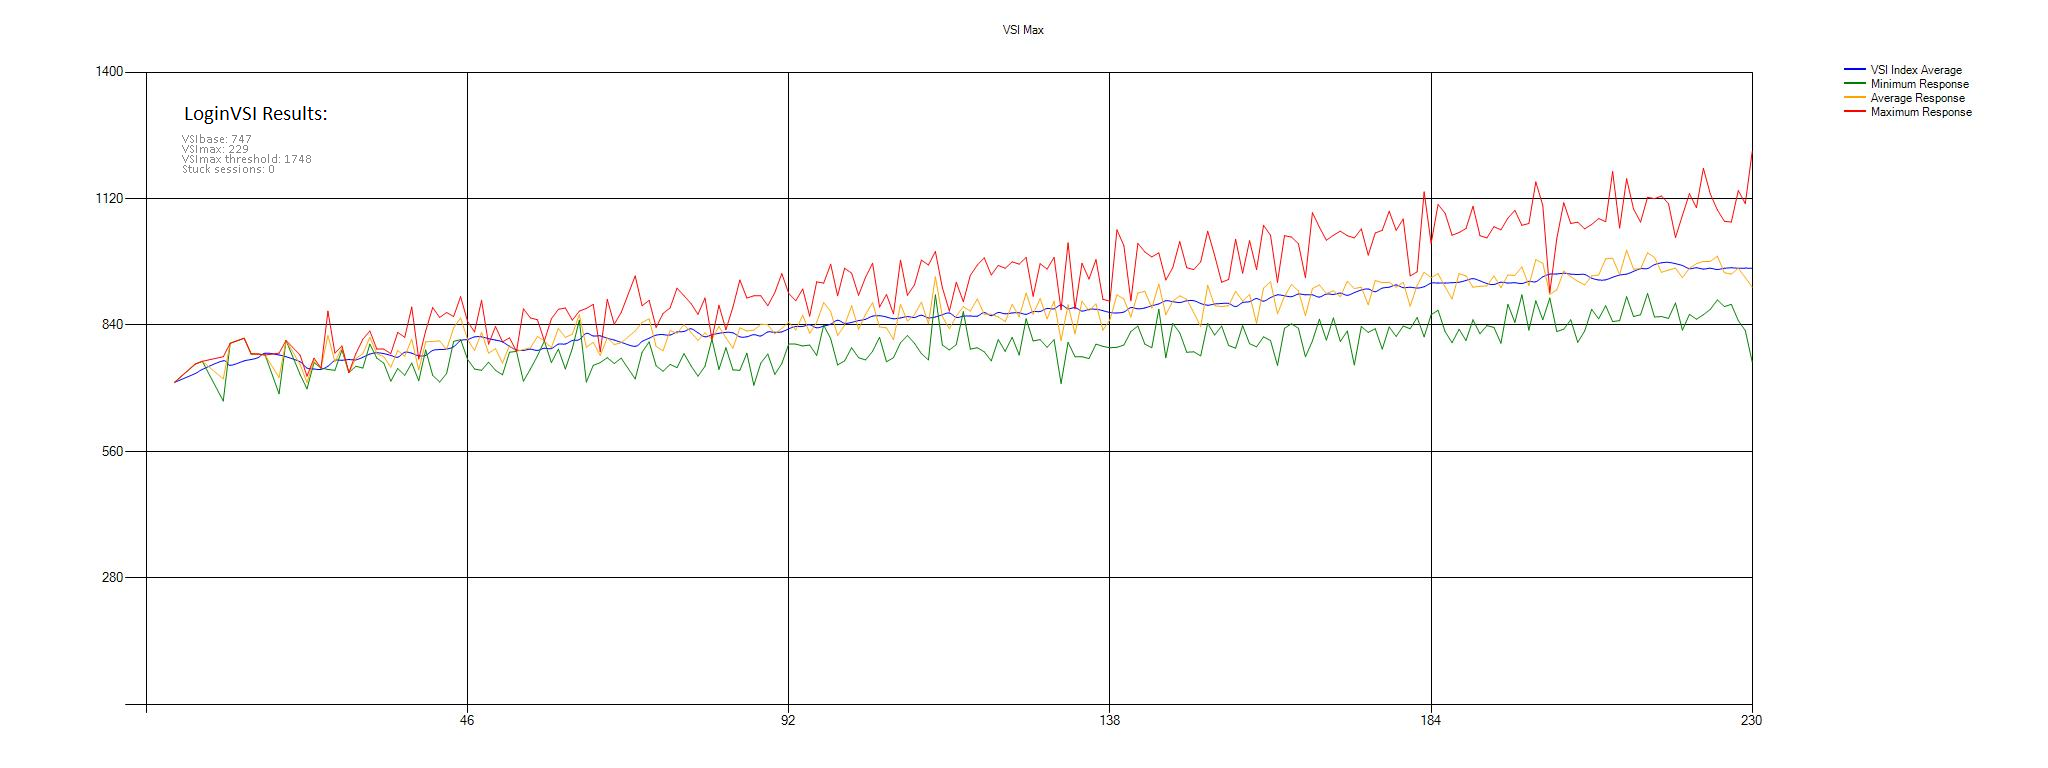 VSI Max
1400
1120
840
560
280
46
92
138
184
230
LoginVSI Results:
VSIbase: 747
VSImax: 229
VSImax threshold: 1748
Stuck sessions: 0
VSI Index Average
Minimum Response
Average Response
Maximum Response